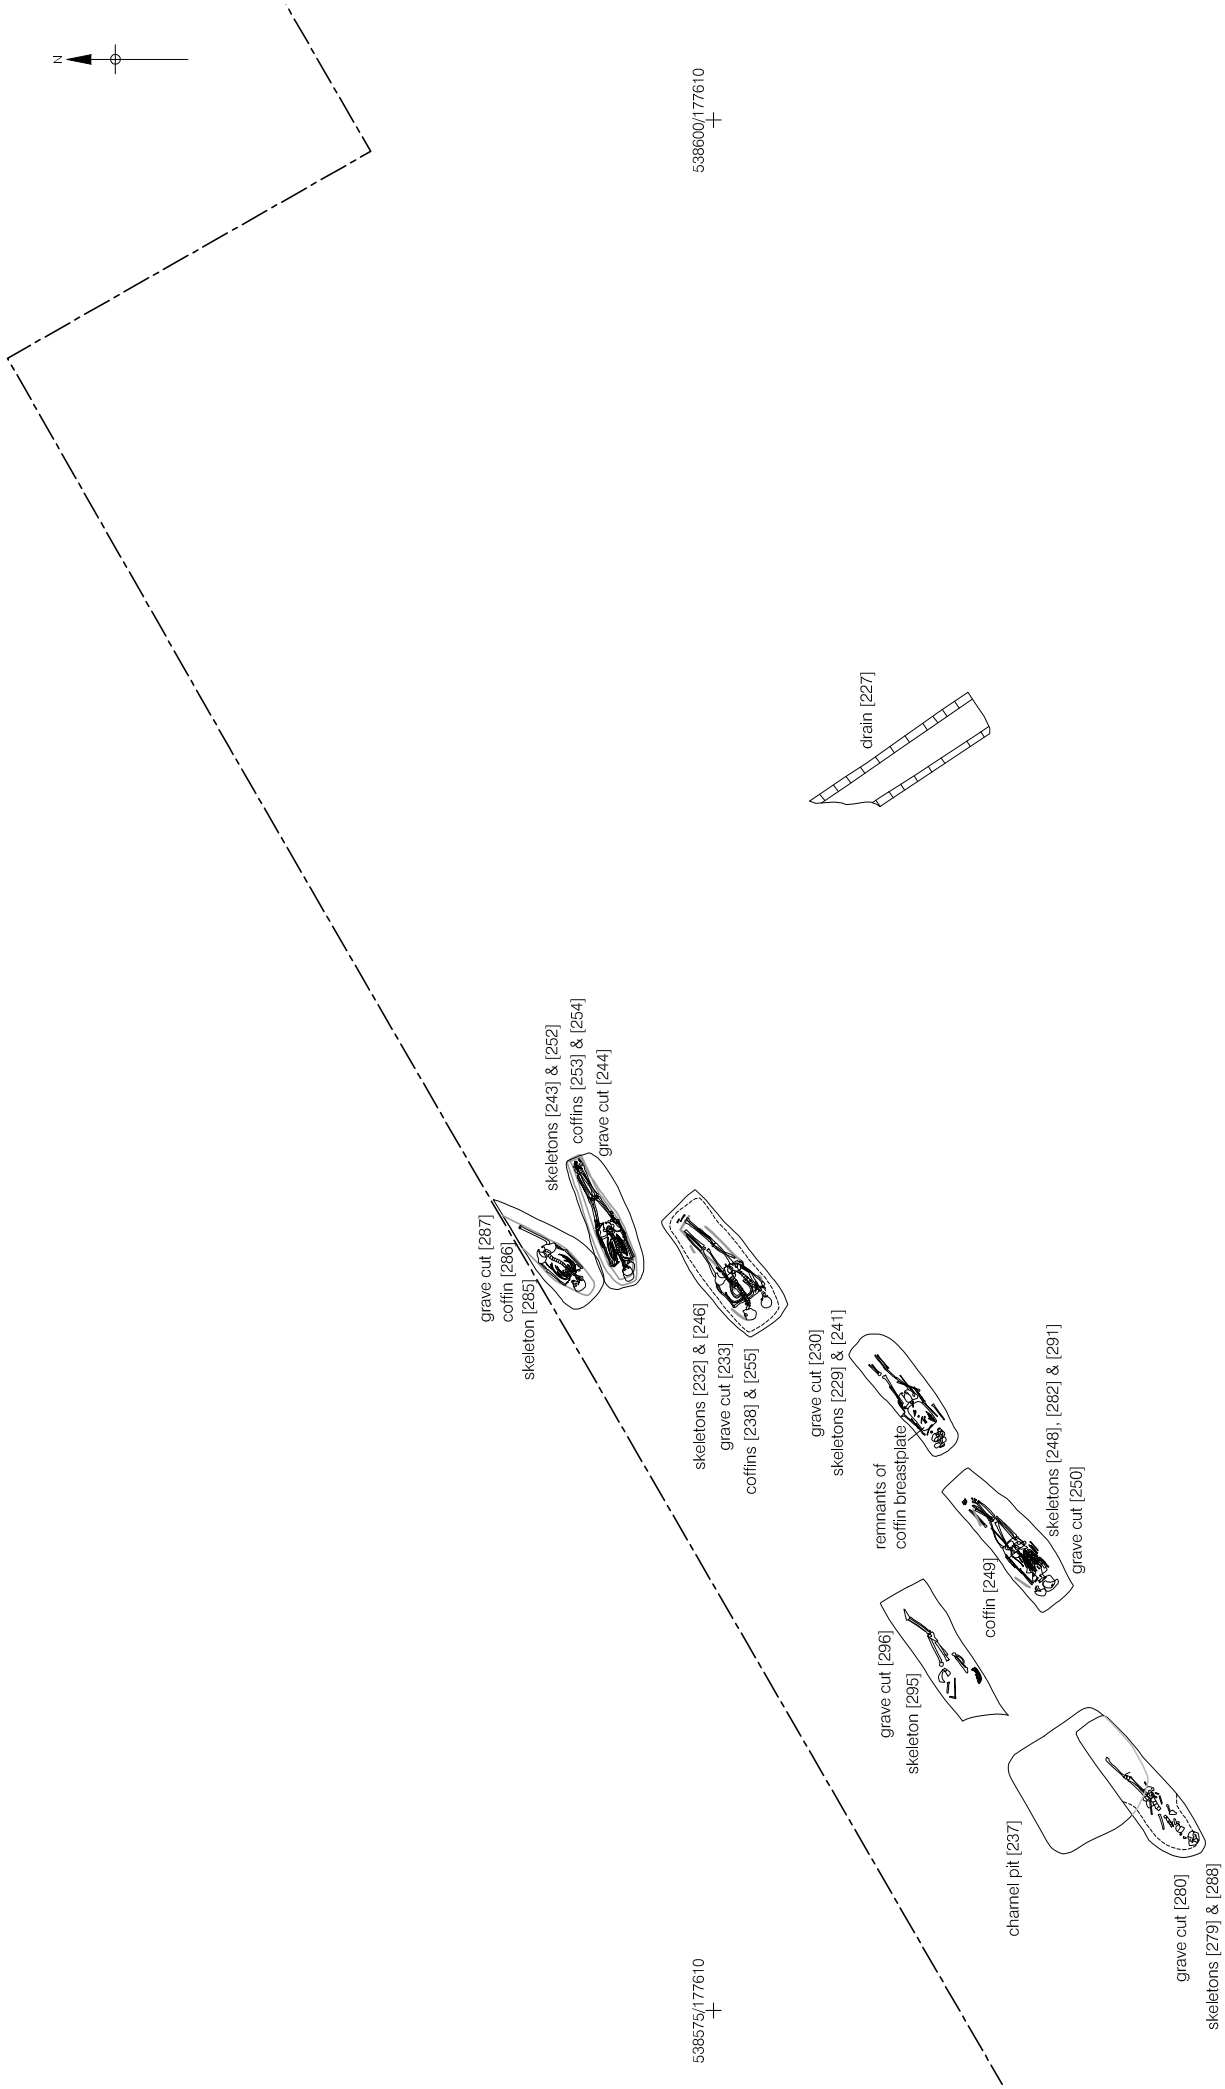 N
538600/177610
drain [227]
skeletons [243] & [252]
coffins [253] & [254]
grave cut [244]
grave cut [287]
coffin [286]
skeleton [285]
skeletons [232] & [246]
grave cut [233]
coffins [238] & [255]
grave cut [230]
skeletons [229] & [241]
remnants of
coffin breastplate
skeletons [248], [282] & [291]
grave cut [250]
coffin [249]
grave cut [296]
skeleton [295]
charnel pit [237]
grave cut [280]
skeletons [279] & [288]
538575/177610